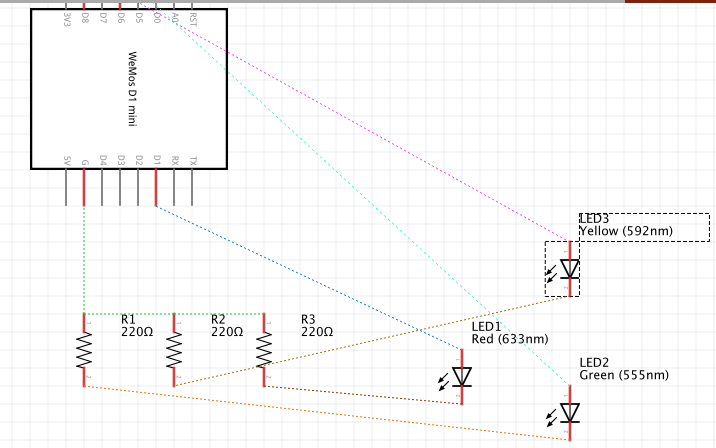 3V3
D8
D7
D6
D5
D0
A0
RST
WeMos D1 mini
5V
G
D4
D3
D2
D1
RX
TX
LED3
Yellow (592nm)
R1
220Ω
R2
220Ω
R3
220Ω
LED1
Red (633nm)
LED2
Green (555nm)